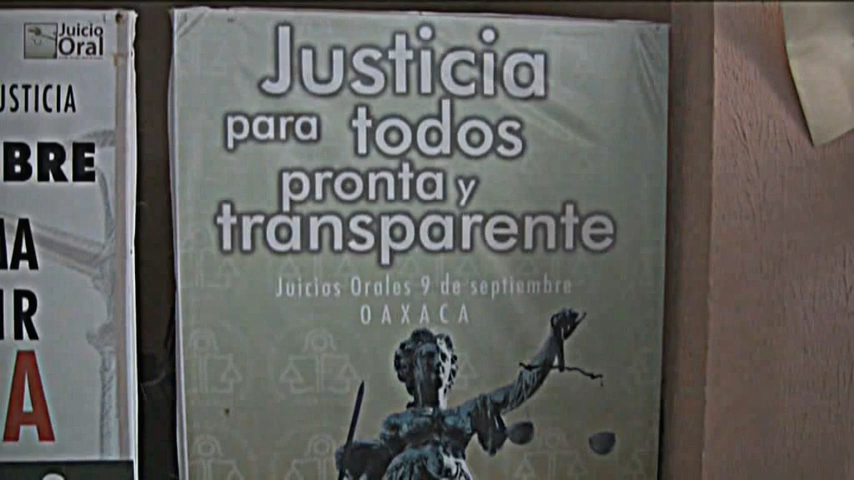 Juicio
Oral
USTICIA
BRE
MA
IR
A
Justicia
para todos
pronta y
transparente
Juicios Orales 9 de septiembre
OAXACA